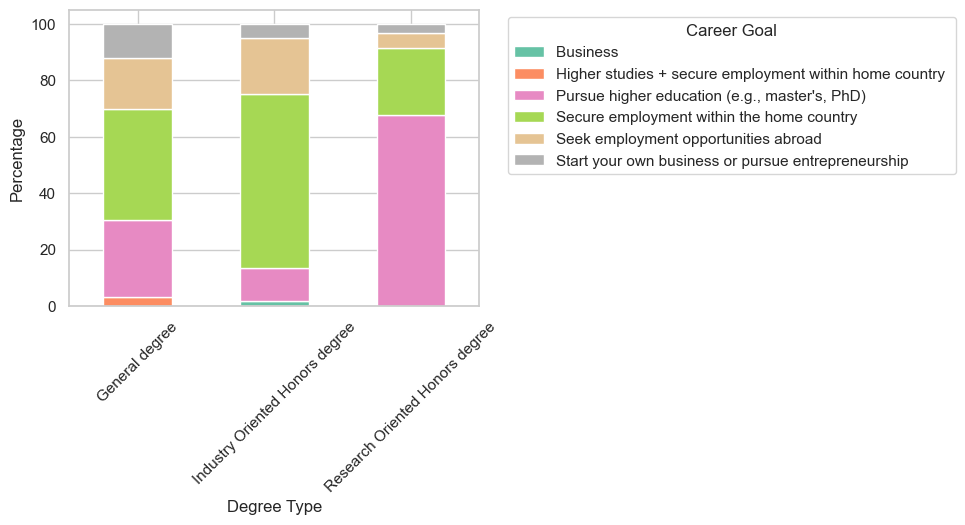 100
80
60
40
20
0
Percentage
General degree
Industry Oriented Honors degree
Research Oriented Honors degree
Degree Type
Career Goal
Business
Higher studies + secure employment within home country
Pursue higher education (e.g., master's, PhD)
Secure employment within the home country
Seek employment opportunities abroad
Start your own business or pursue entrepreneurship